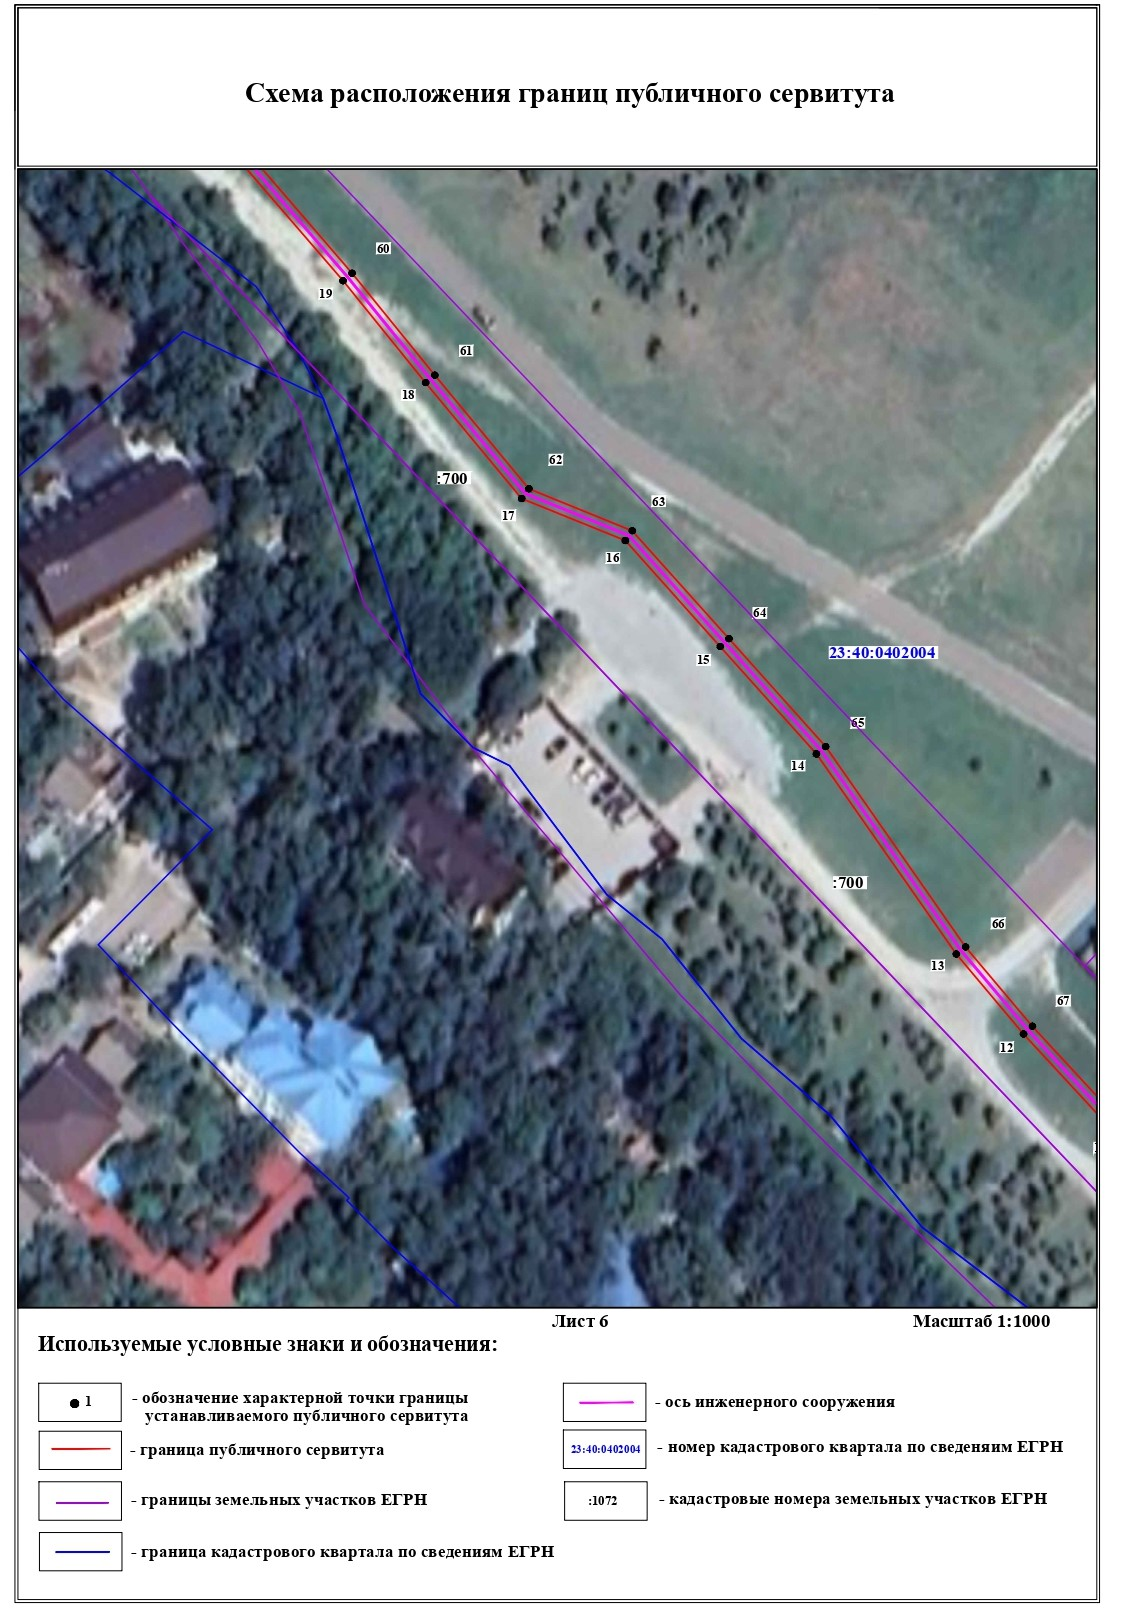 Схема расположения границ публичного сервитута
60
19
61
18
62
:700
63
17
16
64
23:40:0402004
15
65
14
:700
66
13
67
12
Лист 6
Масштаб 1:1000
Используемые условные знаки и обозначения:
1
- обозначение характерной точки границы
устанавливаемого публичного сервитута
- ось инженерного сооружения
- граница публичного сервитута
23:40:0402004
- номер кадастрового квартала по сведеняим ЕГРН
- границы земельных участков ЕГРН
:1072
- кадастровые номера земельных участков ЕГРН
- граница кадастрового квартала по сведениям ЕГРН